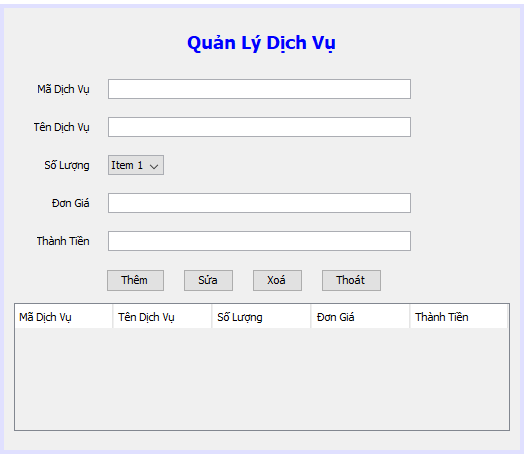 Quản Lý Dịch Vụ
Mã Dịch Vụ
Tên Dịch Vụ
Số Lượng Item 1
Đơn Giá
Thành Tiền
Thêm Sửa Xoá Thoát
Mã Dịch Vụ Tên Dịch Vụ Số Lượng Đơn Giá Thành Tiền